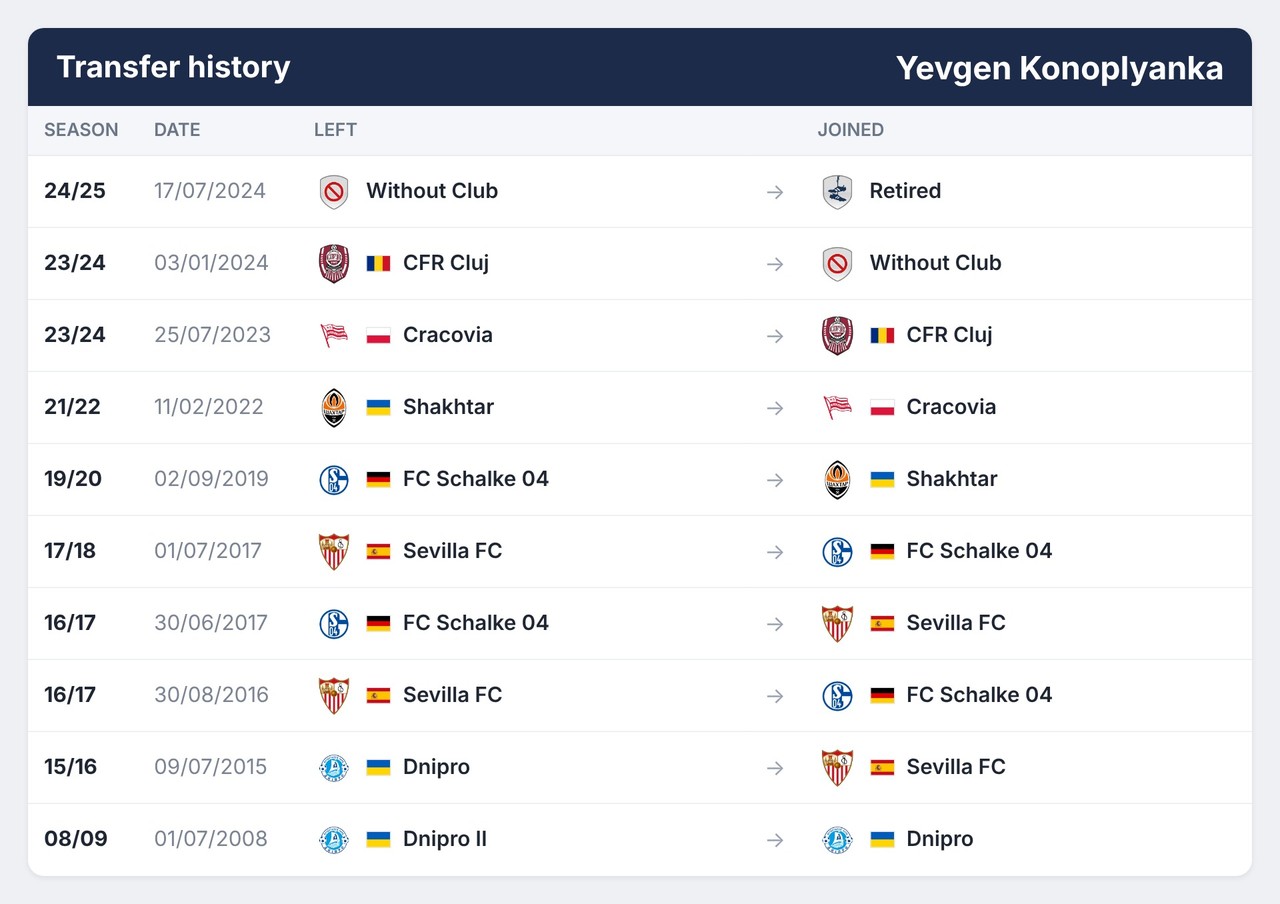 Transfer history Yevgen Konoplyanka
SEASON DATE LEFT JOINED
24/25 17/07/2024 Without Club → Retired
23/24 03/01/2024 CFR Cluj → Without Club
23/24 25/07/2023 Cracovia → CFR Cluj
21/22 11/02/2022 Shakhtar → Cracovia
19/20 02/09/2019 FC Schalke 04 → Shakhtar
17/18 01/07/2017 Sevilla FC → FC Schalke 04
16/17 30/06/2017 FC Schalke 04 → Sevilla FC
16/17 30/08/2016 Sevilla FC → FC Schalke 04
15/16 09/07/2015 Dnipro → Sevilla FC
08/09 01/07/2008 Dnipro II → Dnipro